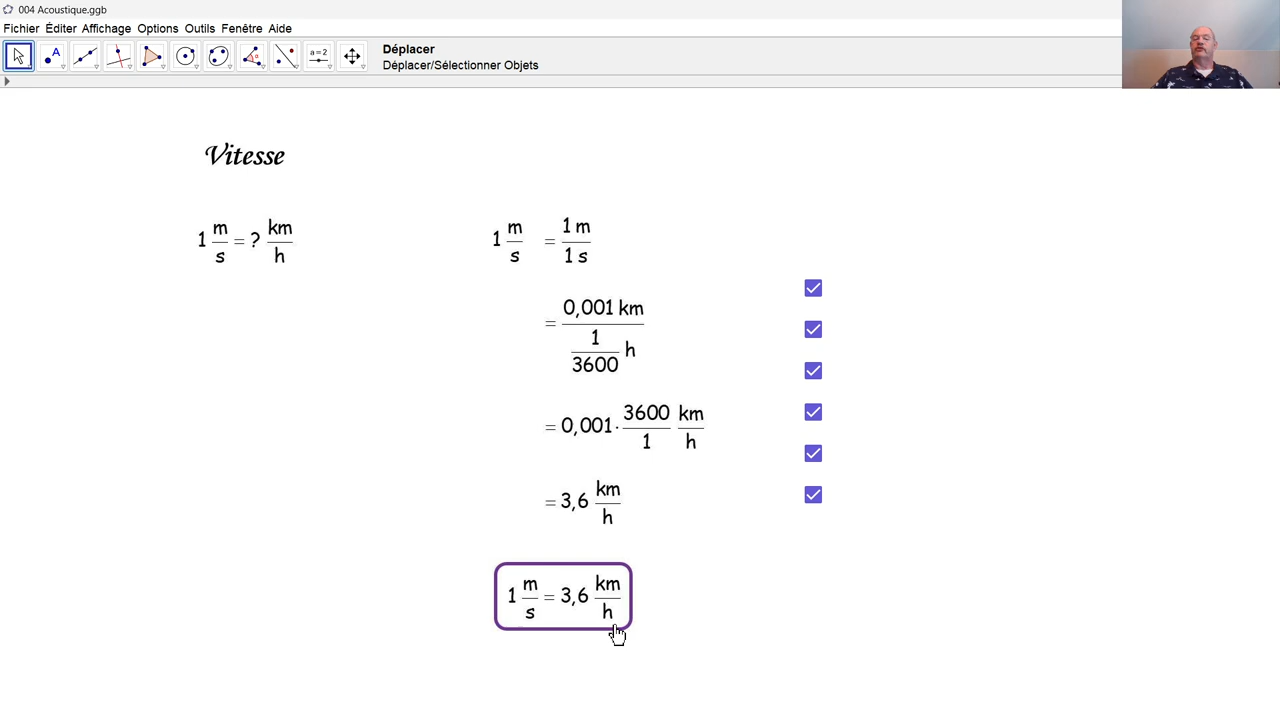 004 Acoustique.ggb
Fichier Éditer Affichage Options Outils Fenêtre Aide
A
a=2
Déplacer
Déplacer/Sélectionner Objets
Vitesse
1 m/s = ? km/h
1 m/s = 1 m/1 s
= 0,001 km/(1/3600 h)
= 0,001 · 3600/1 km/h
= 3,6 km/h
1 m/s = 3,6 km/h